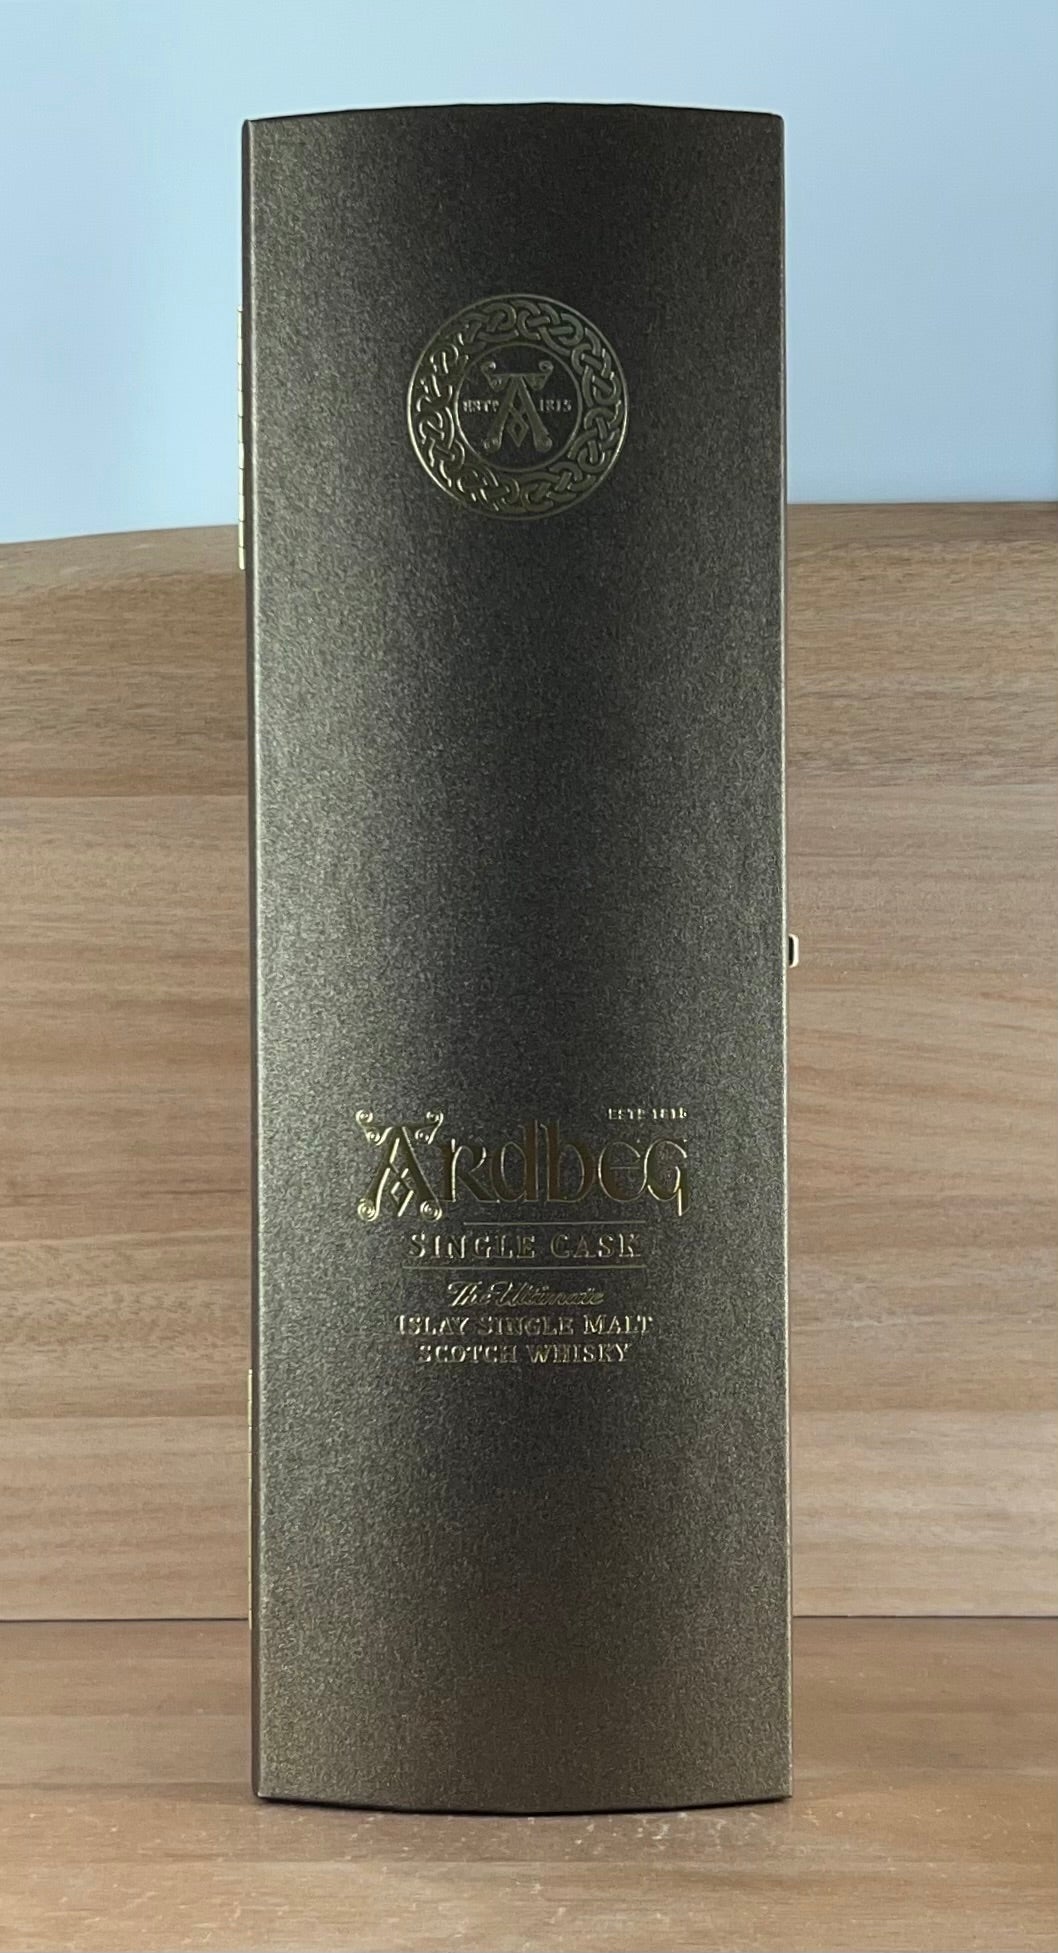 ESTD 1815
A
ESTD 1815
Ardbeg
SINGLE CASK
The Ultimate
ISLAY SINGLE MALT
SCOTCH WHISKY